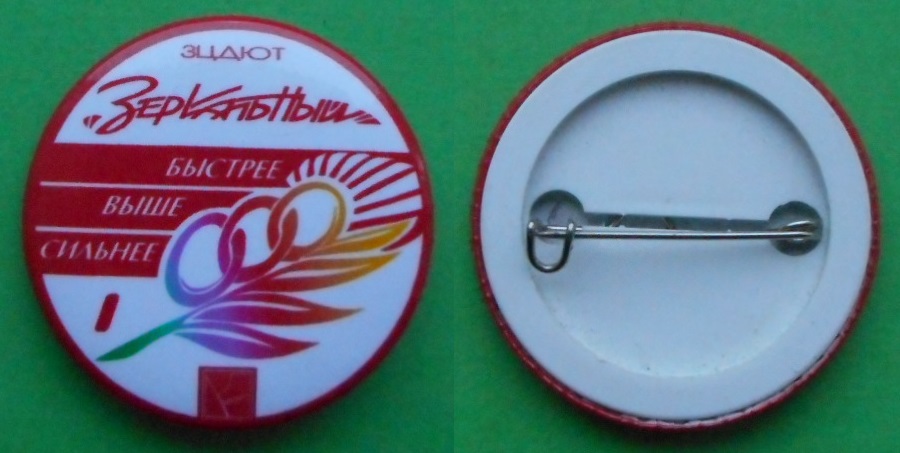 ЗЦДЮТ
"Зеркальный"
БЫСТРЕЕ
ВЫШЕ
СИЛЬНЕЕ
I